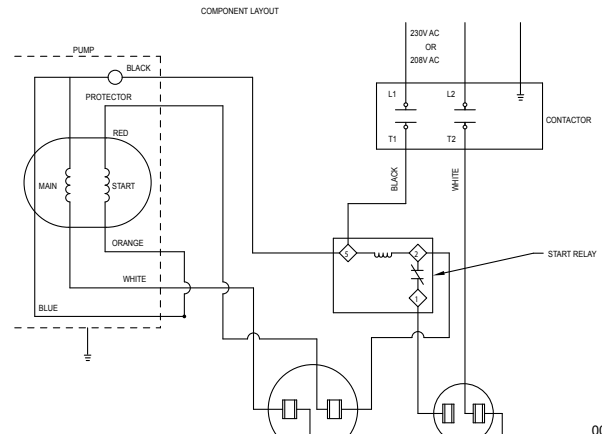 COMPONENT LAYOUT
230V AC
OR
208V AC
PUMP
BLACK
PROTECTOR
RED
L1
L2
CONTACTOR
T1
T2
MAIN
START
BLACK
WHITE
ORANGE
5
2
START RELAY
WHITE
1
BLUE
00